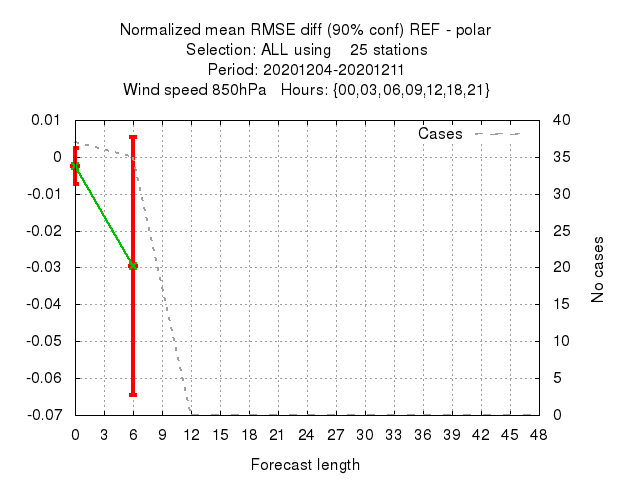 Normalized mean RMSE diff (90% conf) REF - polar
Selection: ALL using    25 stations
Period: 20201204-20201211
Wind speed 850hPa   Hours: {00,03,06,09,12,18,21}
Cases
0.01
0
-0.01
-0.02
-0.03
-0.04
-0.05
-0.06
-0.07
40
35
30
25
20
15
10
5
0
No cases
0 3 6 9 12 15 18 21 24 27 30 33 36 39 42 45 48
Forecast length